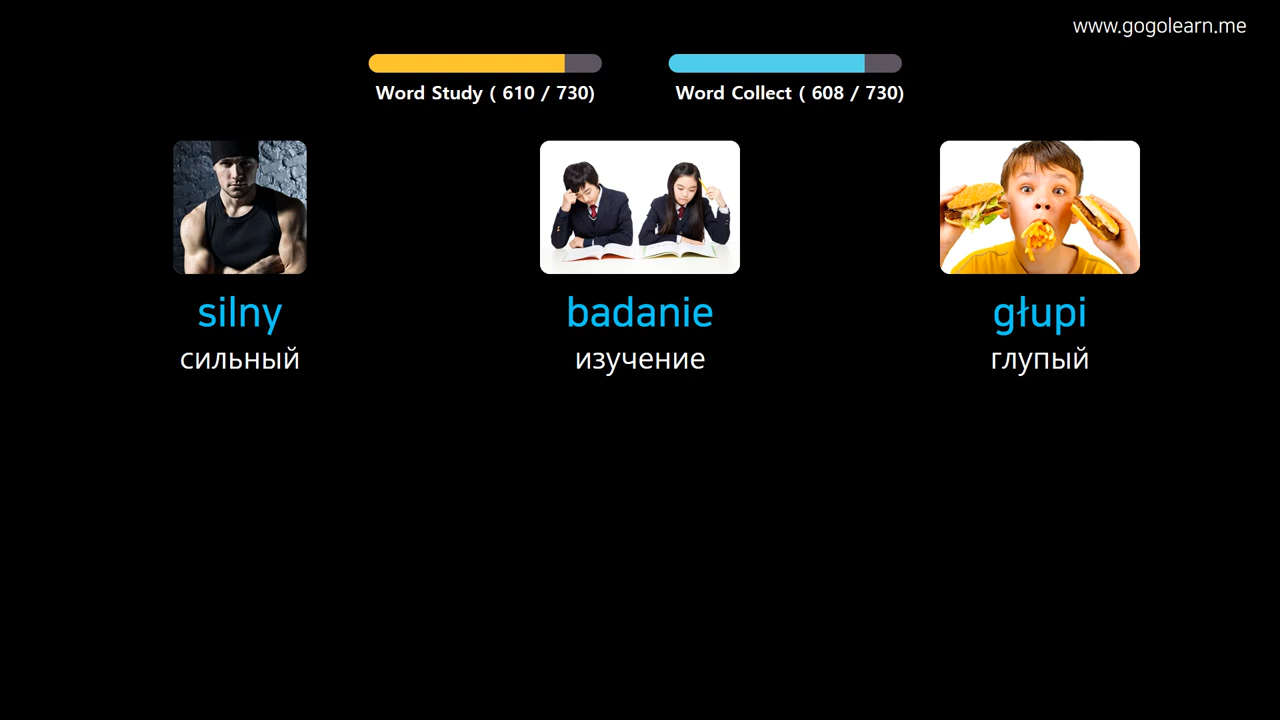 www.gogolearn.me
Word Study ( 610 / 730)
Word Collect ( 608 / 730)
silny
badanie
głupi
сильный
изучение
глупый